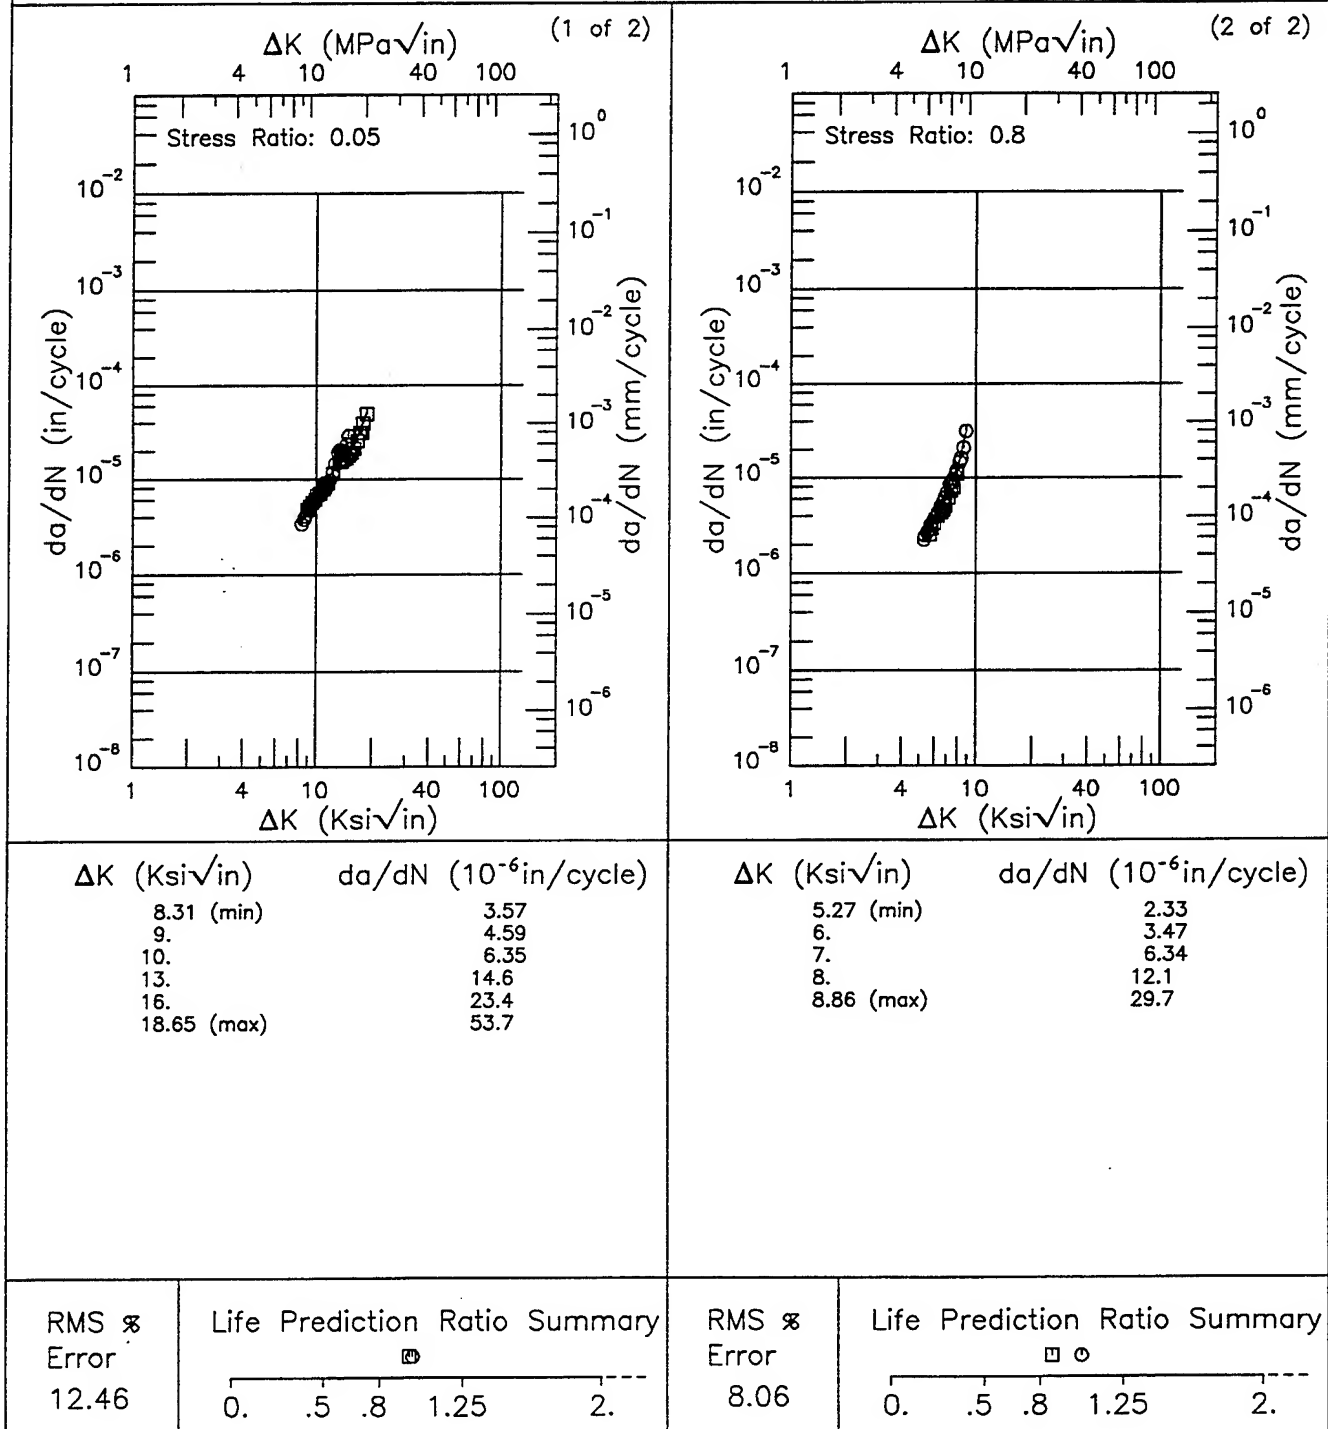 (1 of 2)
ΔK (MPa√in)
1 4 10 40 100
Stress Ratio: 0.05
da/dN (in/cycle)
10⁻²
10⁻³
10⁻⁴
10⁻⁵
10⁻⁶
10⁻⁷
10⁻⁸
10⁰
10⁻¹
10⁻²
10⁻³
10⁻⁴
10⁻⁵
10⁻⁶
da/dN (mm/cycle)
1 4 10 40 100
ΔK (Ksi√in)
(2 of 2)
ΔK (MPa√in)
1 4 10 40 100
Stress Ratio: 0.8
da/dN (in/cycle)
10⁻²
10⁻³
10⁻⁴
10⁻⁵
10⁻⁶
10⁻⁷
10⁻⁸
10⁰
10⁻¹
10⁻²
10⁻³
10⁻⁴
10⁻⁵
10⁻⁶
da/dN (mm/cycle)
1 4 10 40 100
ΔK (Ksi√in)
ΔK (Ksi√in) da/dN (10⁻⁶in/cycle)
8.31 (min) 3.57
9. 4.59
10. 6.35
13. 14.6
16. 23.4
18.65 (max) 53.7
ΔK (Ksi√in) da/dN (10⁻⁶in/cycle)
5.27 (min) 2.33
6. 3.47
7. 6.34
8. 12.1
8.86 (max) 29.7
RMS %
Error
12.46
Life Prediction Ratio Summary
0. .5 .8 1.25 2.
RMS %
Error
8.06
Life Prediction Ratio Summary
0. .5 .8 1.25 2.